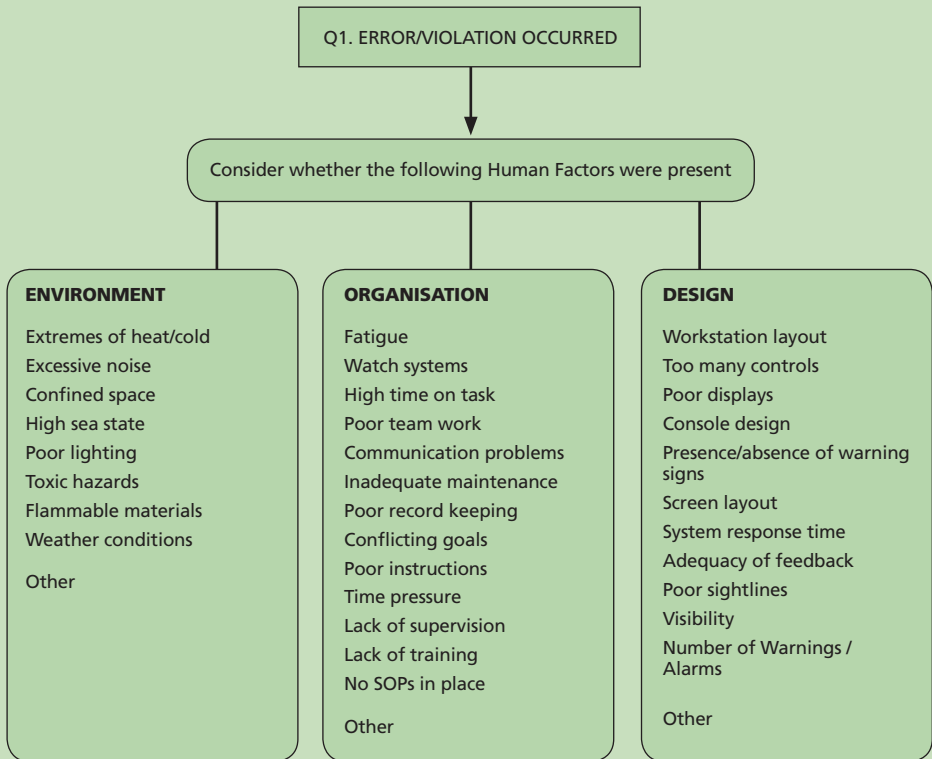 Q1. ERROR/VIOLATION OCCURRED
Consider whether the following Human Factors were present
ENVIRONMENT
Extremes of heat/cold
Excessive noise
Confined space
High sea state
Poor lighting
Toxic hazards
Flammable materials
Weather conditions
Other
ORGANISATION
Fatigue
Watch systems
High time on task
Poor team work
Communication problems
Inadequate maintenance
Poor record keeping
Conflicting goals
Poor instructions
Time pressure
Lack of supervision
Lack of training
No SOPs in place
Other
DESIGN
Workstation layout
Too many controls
Poor displays
Console design
Presence/absence of warning
signs
Screen layout
System response time
Adequacy of feedback
Poor sightlines
Visibility
Number of Warnings /
Alarms
Other